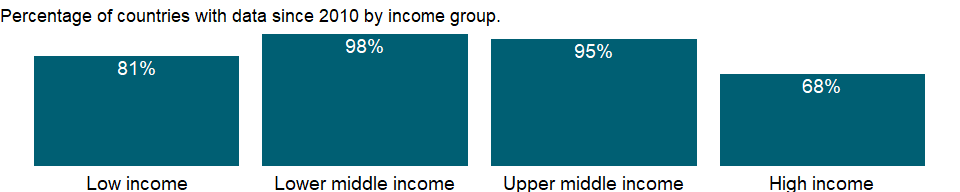 Percentage of countries with data since 2010 by income group.
81%
98%
95%
68%
Low income
Lower middle income
Upper middle income
High income